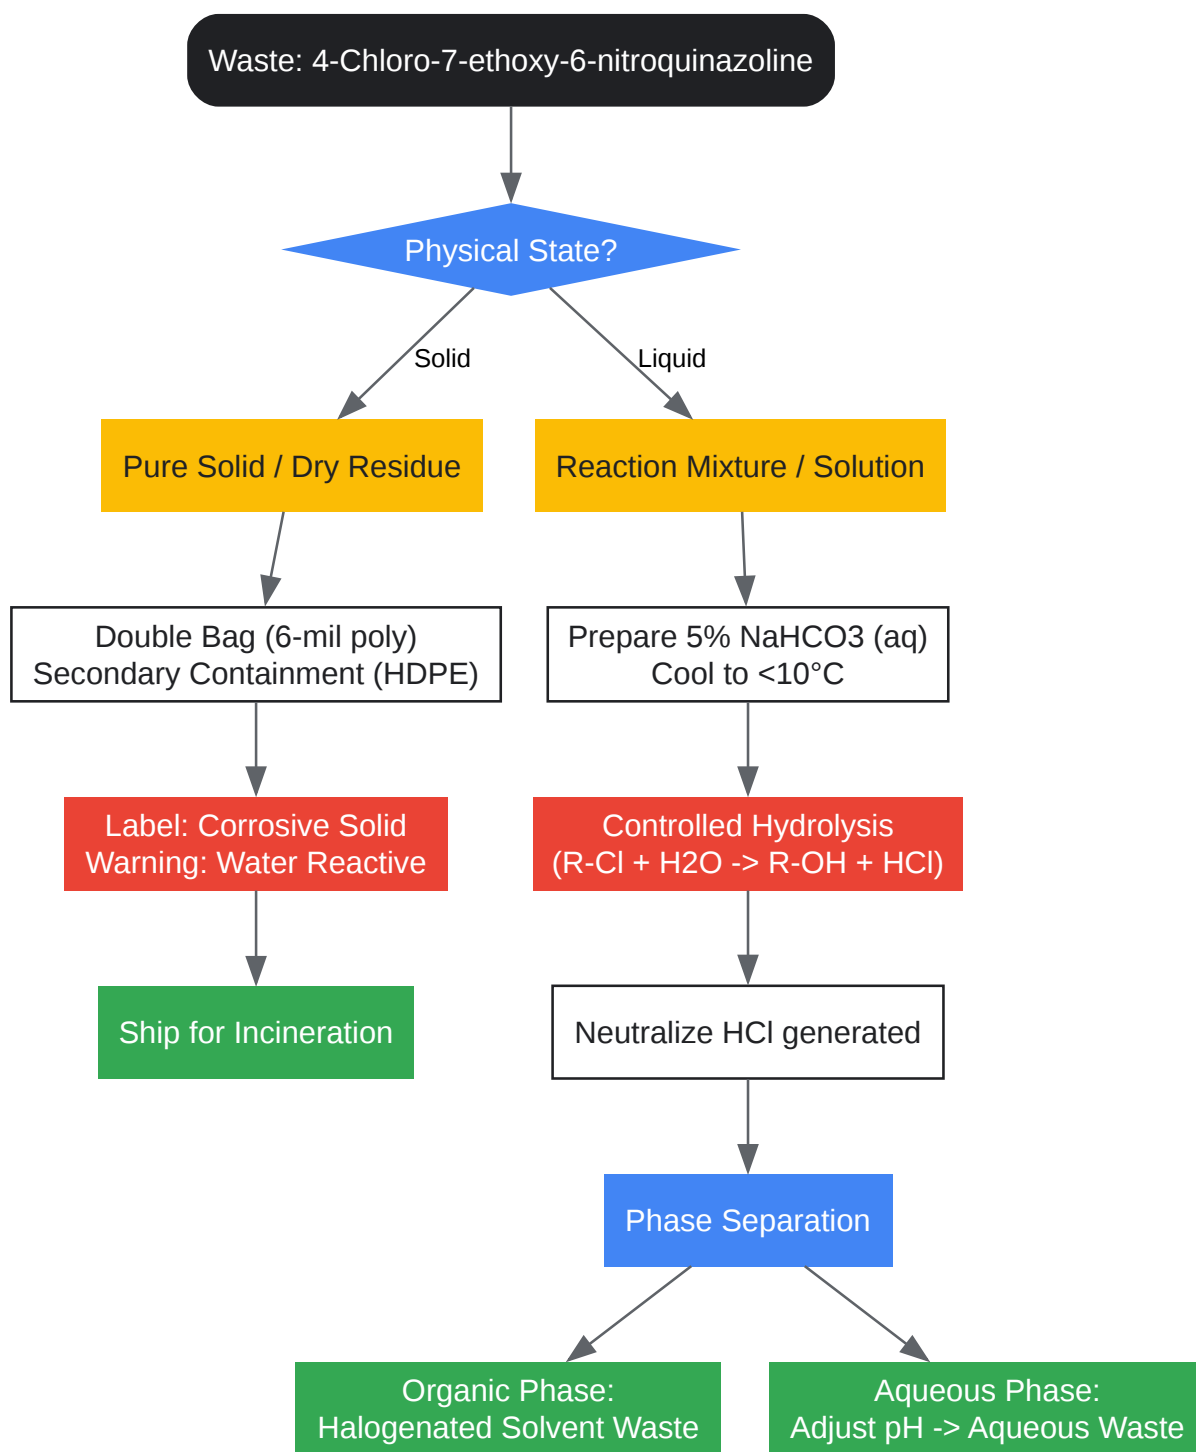 Waste: 4-Chloro-7-ethoxy-6-nitroquinazoline
Physical State?
Solid
Liquid
Pure Solid / Dry Residue
Reaction Mixture / Solution
Double Bag (6-mil poly)
Secondary Containment (HDPE)
Prepare 5% NaHCO3 (aq)
Cool to <10°C
Label: Corrosive Solid
Warning: Water Reactive
Controlled Hydrolysis
(R-Cl + H2O -> R-OH + HCl)
Ship for Incineration
Neutralize HCl generated
Phase Separation
Organic Phase:
Halogenated Solvent Waste
Aqueous Phase:
Adjust pH -> Aqueous Waste